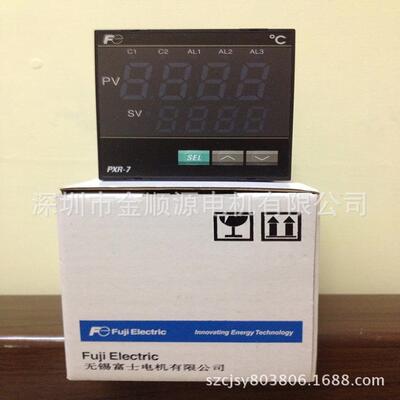 Fe °C
C1 C2 AL1 AL2 AL3
PV 8888
SV 8888
SEL
PXR-7
深圳市金顺源电机有限公司
Fe Fuji Electric Innovating Energy Technology
Fuji Electric
无锡富士电机有限公司
szcjsy803806.1688.com